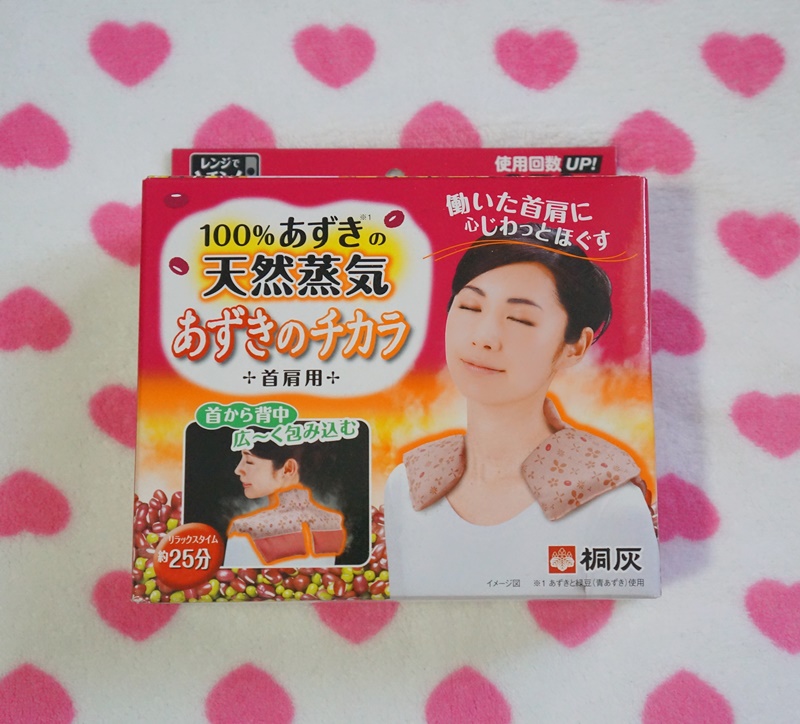 レンジで
使用回数UP!
働いた首肩に
心じわっとほぐす
100%あずきの※1
天然蒸気
あずきのチカラ
首肩用
首から背中
広〜く包み込む
リラックスタイム
約25分
桐灰
イメージ図 ※1 あずきと緑豆(青あずき)使用